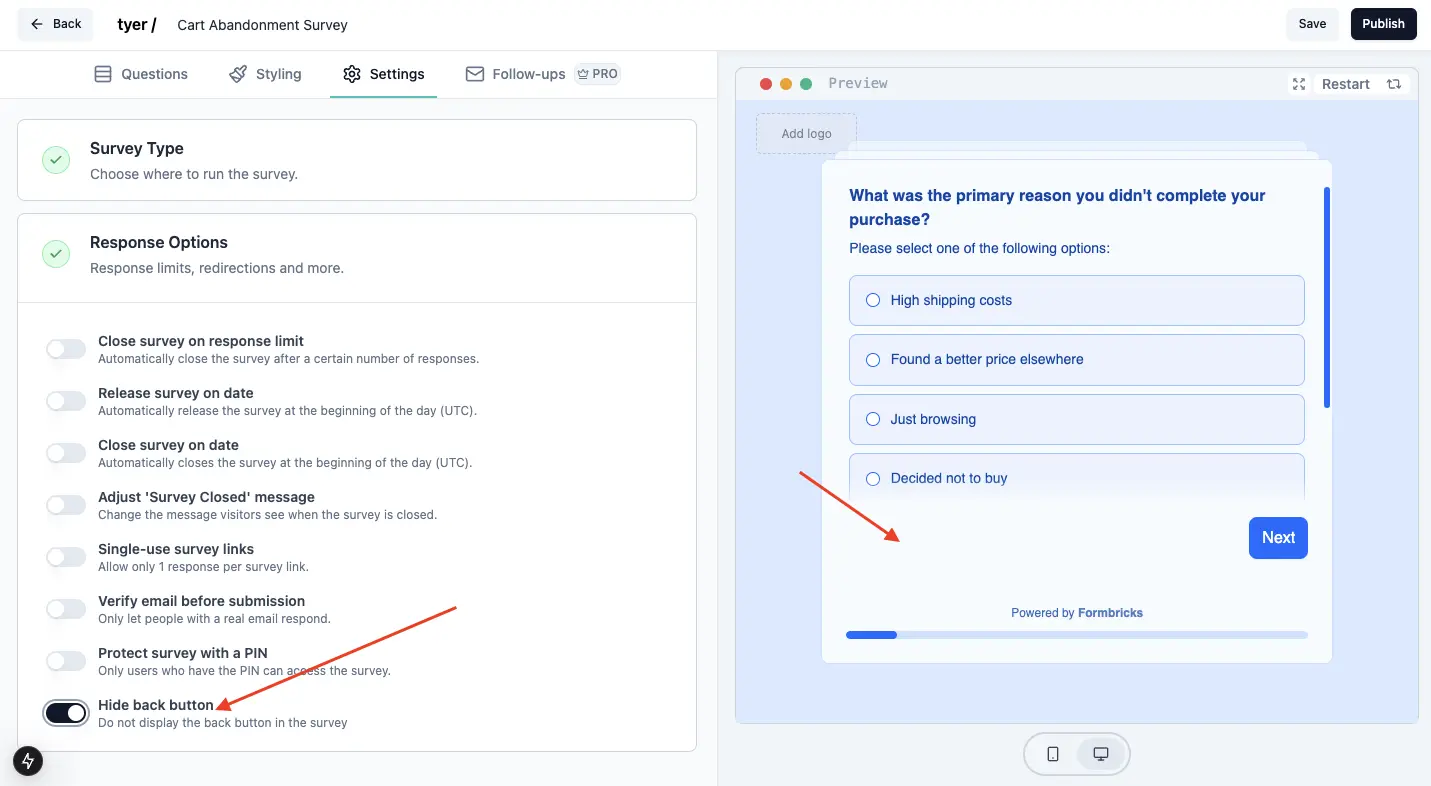 Back
tyer /
Cart Abandonment Survey
Save
Publish
Questions
Styling
Settings
Follow-ups
PRO
Survey Type
Choose where to run the survey.
Response Options
Response limits, redirections and more.
Close survey on response limit
Automatically close the survey after a certain number of responses.
Release survey on date
Automatically release the survey at the beginning of the day (UTC).
Close survey on date
Automatically closes the survey at the beginning of the day (UTC).
Adjust 'Survey Closed' message
Change the message visitors see when the survey is closed.
Single-use survey links
Allow only 1 response per survey link.
Verify email before submission
Only let people with a real email respond.
Protect survey with a PIN
Only users who have the PIN can access the survey.
Hide back button
Do not display the back button in the survey
Preview
Restart
Add logo
What was the primary reason you didn't complete your
purchase?
Please select one of the following options:
High shipping costs
Found a better price elsewhere
Just browsing
Decided not to buy
Next
Powered by Formbricks